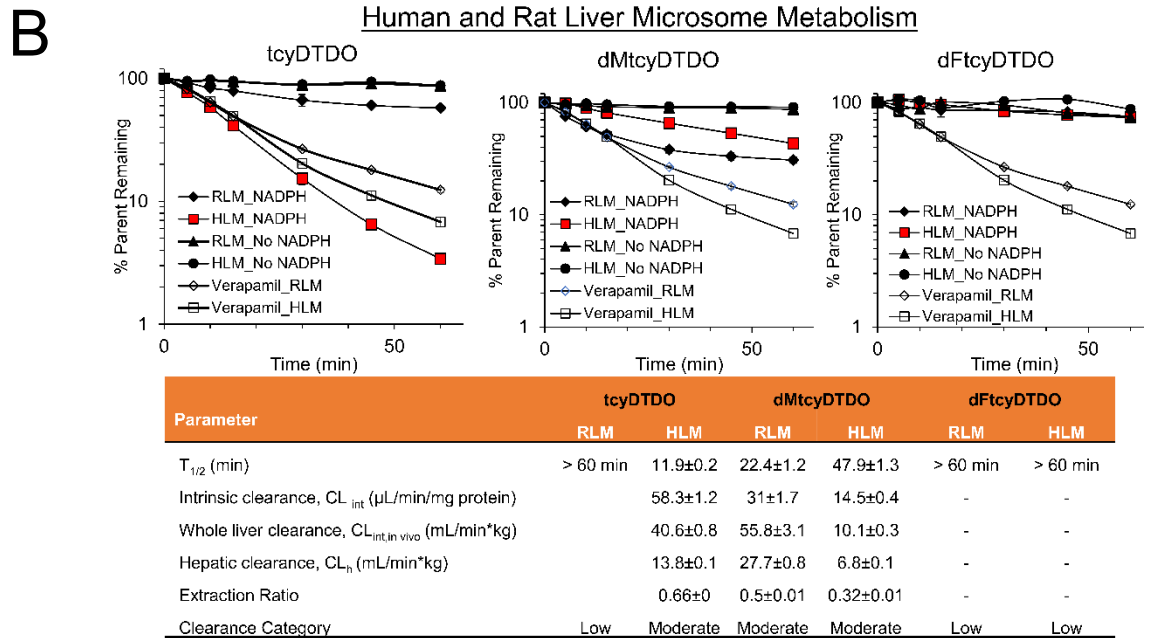 B
Human and Rat Liver Microsome Metabolism
tcyDTDO
100
10
1
% Parent Remaining
RLM_NADPH
HLM_NADPH
RLM_No NADPH
HLM_No NADPH
Verapamil_RLM
Verapamil_HLM
0 50
Time (min)
dMtcyDTDO
100
10
1
% Parent Remaining
RLM_NADPH
HLM_NADPH
RLM_No NADPH
HLM_No NADPH
Verapamil_RLM
Verapamil_HLM
0 50
Time (min)
dFtcyDTDO
100
10
1
% Parent Remaining
RLM_NADPH
HLM_NADPH
RLM_No NADPH
HLM_No NADPH
Verapamil_RLM
Verapamil_HLM
0 50
Time (min)
Parameter tcyDTDO dMtcyDTDO dFtcyDTDO
RLM HLM RLM HLM RLM HLM
T1/2 (min) > 60 min 11.9±0.2 22.4±1.2 47.9±1.3 > 60 min > 60 min
Intrinsic clearance, CL int (µL/min/mg protein) 58.3±1.2 31±1.7 14.5±0.4 - -
Whole liver clearance, CLint,in vivo (mL/min*kg) 40.6±0.8 55.8±3.1 10.1±0.3 - -
Hepatic clearance, CLh (mL/min*kg) 13.8±0.1 27.7±0.8 6.8±0.1 - -
Extraction Ratio 0.66±0 0.5±0.01 0.32±0.01 - -
Clearance Category Low Moderate Moderate Moderate Low Low